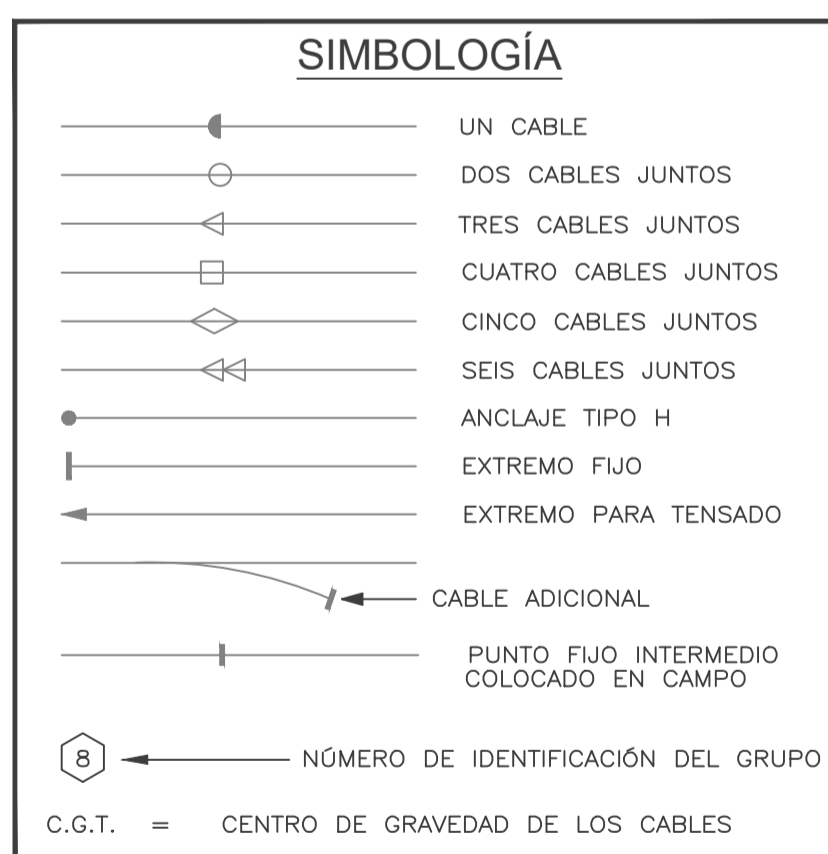 SIMBOLOGÍA
UN CABLE
DOS CABLES JUNTOS
TRES CABLES JUNTOS
CUATRO CABLES JUNTOS
CINCO CABLES JUNTOS
SEIS CABLES JUNTOS
ANCLAJE TIPO H
EXTREMO FIJO
EXTREMO PARA TENSADO
CABLE ADICIONAL
PUNTO FIJO INTERMEDIO
COLOCADO EN CAMPO
8 NÚMERO DE IDENTIFICACIÓN DEL GRUPO
C.G.T. = CENTRO DE GRAVEDAD DE LOS CABLES